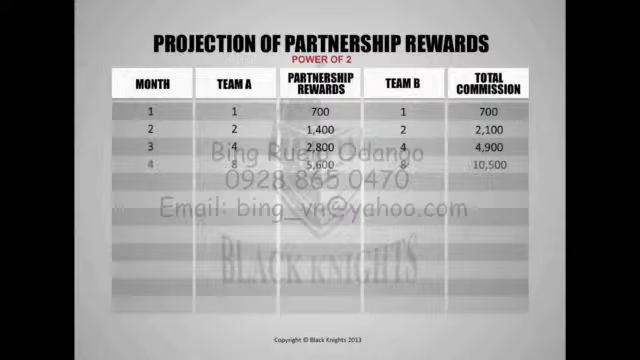 PROJECTION OF PARTNERSHIP REWARDS
POWER OF 2
MONTH TEAM A PARTNERSHIP REWARDS TEAM B TOTAL COMMISSION
1 1 700 1 700
2 2 1,400 2 2,100
3 4 2,800 4 4,900
4 8 5,600 8 10,500
Bing Ruelo Odango
0928 865 0470
Email: bing_vn@yahoo.com
BLACK KNIGHTS
Copyright © Black Knights 2013